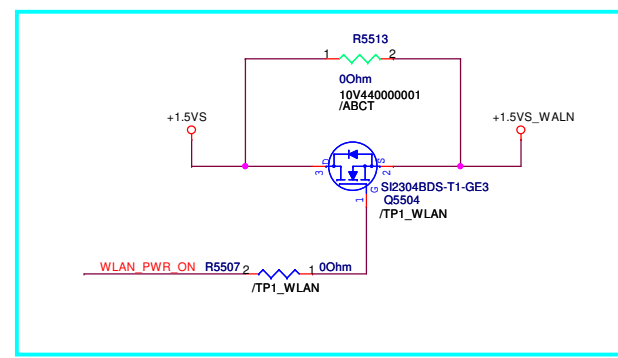 R5513
1 2
0Ohm
10V440000001
/ABCT
+1.5VS
+1.5VS_WALN
D
S
3
2
G
SI2304BDS-T1-GE3
1
Q5504
/TP1_WLAN
WLAN_PWR_ON R5507 2 1 0Ohm
/TP1_WLAN